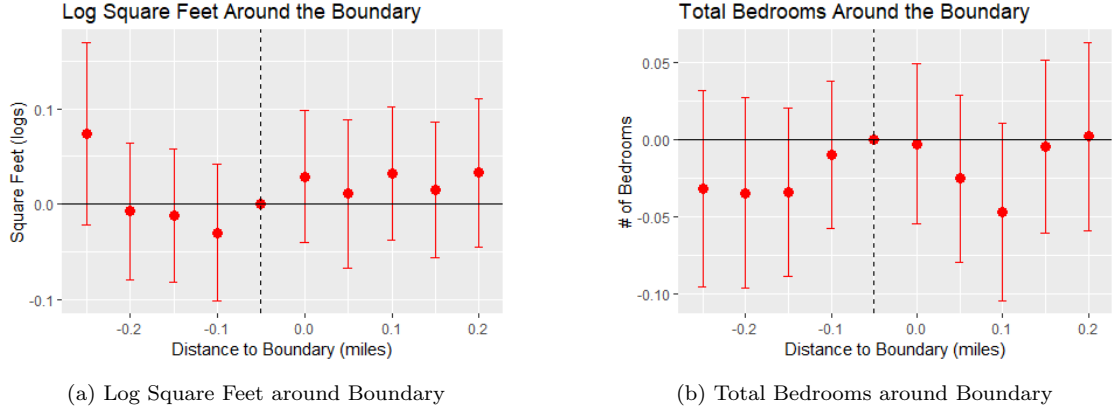 Log Square Feet Around the Boundary
Square Feet (logs)
0.1
0.0
-0.1
-0.2
-0.1
0.0
0.1
0.2
Distance to Boundary (miles)
(a) Log Square Feet around Boundary
Total Bedrooms Around the Boundary
# of Bedrooms
0.05
0.00
-0.05
-0.10
-0.2
-0.1
0.0
0.1
0.2
Distance to Boundary (miles)
(b) Total Bedrooms around Boundary